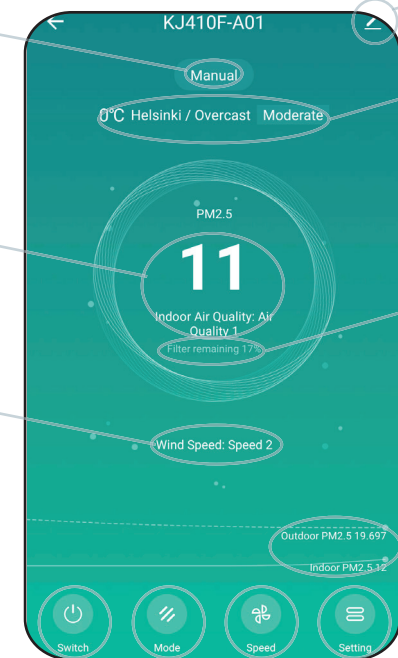 KJ410F-A01
Manual
0℃ Helsinki / Overcast Moderate
PM2.5
11
Indoor Air Quality: Air
Quality 1
Filter remaining 17%
Wind Speed: Speed 2
Outdoor PM2.5 19.697
Indoor PM2.5 12
Switch Mode Speed Setting